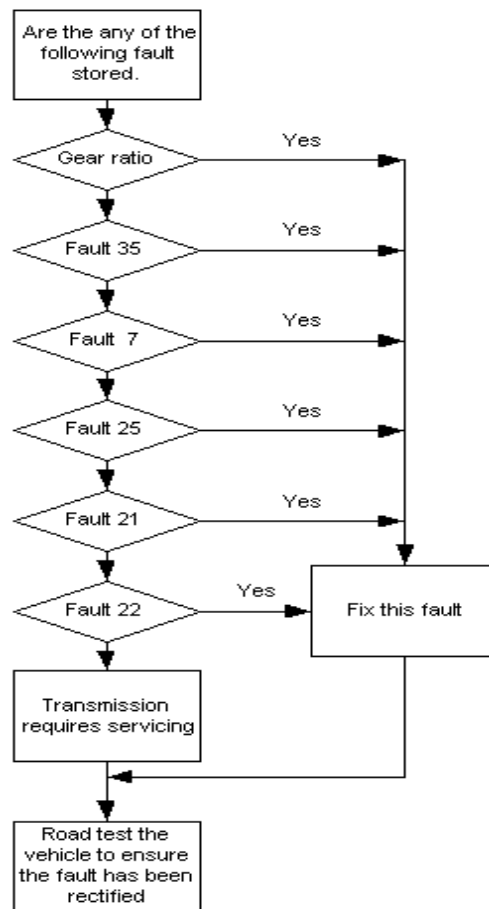 Are the any of the
following fault
stored.
Gear ratio
Yes
Fault 35
Yes
Fault 7
Yes
Fault 25
Yes
Fault 21
Yes
Fault 22
Yes
Fix this fault
Transmission
requires servicing
Road test the
vehicle to ensure
the fault has been
rectified